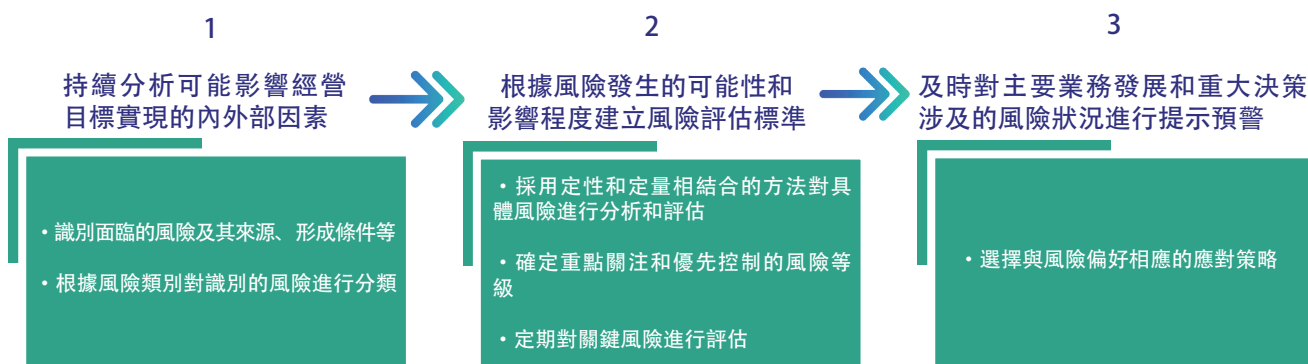 1
持續分析可能影響經營
目標實現的內外部因素
・識別面臨的風險及其來源、形成條件等
・根據風險類別對識別的風險進行分類
2
根據風險發生的可能性和
影響程度建立風險評估標準
・採用定性和定量相結合的方法對具
體風險進行分析和評估
・確定重點關注和優先控制的風險等
級
・定期對關鍵風險進行評估
3
及時對主要業務發展和重大決策
涉及的風險狀況進行提示預警
・選擇與風險偏好相應的應對策略